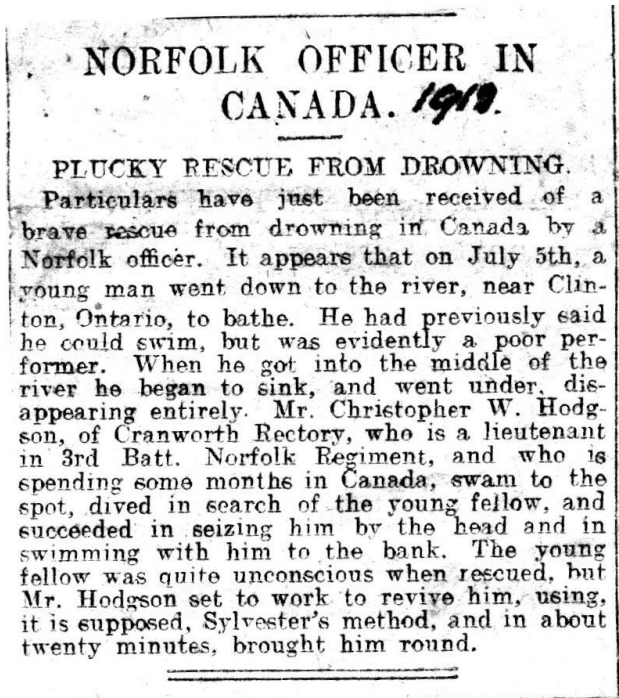 NORFOLK OFFICER IN
CANADA. 1912.
PLUCKY RESCUE FROM DROWNING.
Particulars have just been received of a
brave rescue from drowning in Canada by a
Norfolk officer. It appears that on July 5th, a
young man went down to the river, near Clin-
ton, Ontario, to bathe. He had previously said
he could swim, but was evidently a poor per-
former. When he got into the middle of the
river he began to sink, and went under, dis-
appearing entirely. Mr. Christopher W. Hodg-
son, of Cranworth Rectory, who is a lieutenant
in 3rd Batt. Norfolk Regiment, and who is
spending some months in Canada, swam to the
spot, dived in search of the young fellow, and
succeeded in seizing him by the head and in
swimming with him to the bank. The young
fellow was quite unconscious when rescued, but
Mr. Hodgson set to work to revive him, using,
it is supposed, Sylvester's method, and in about
twenty minutes, brought him round.